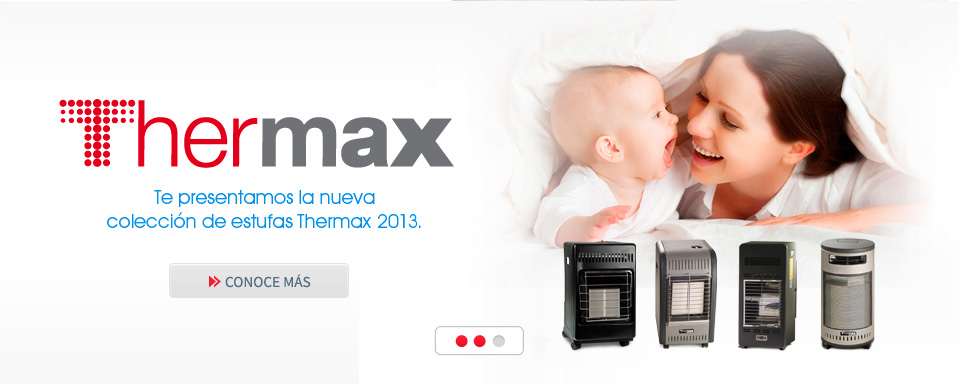 Thermax
Te presentamos la nueva
colección de estufas Thermax 2013.
CONOCE MÁS